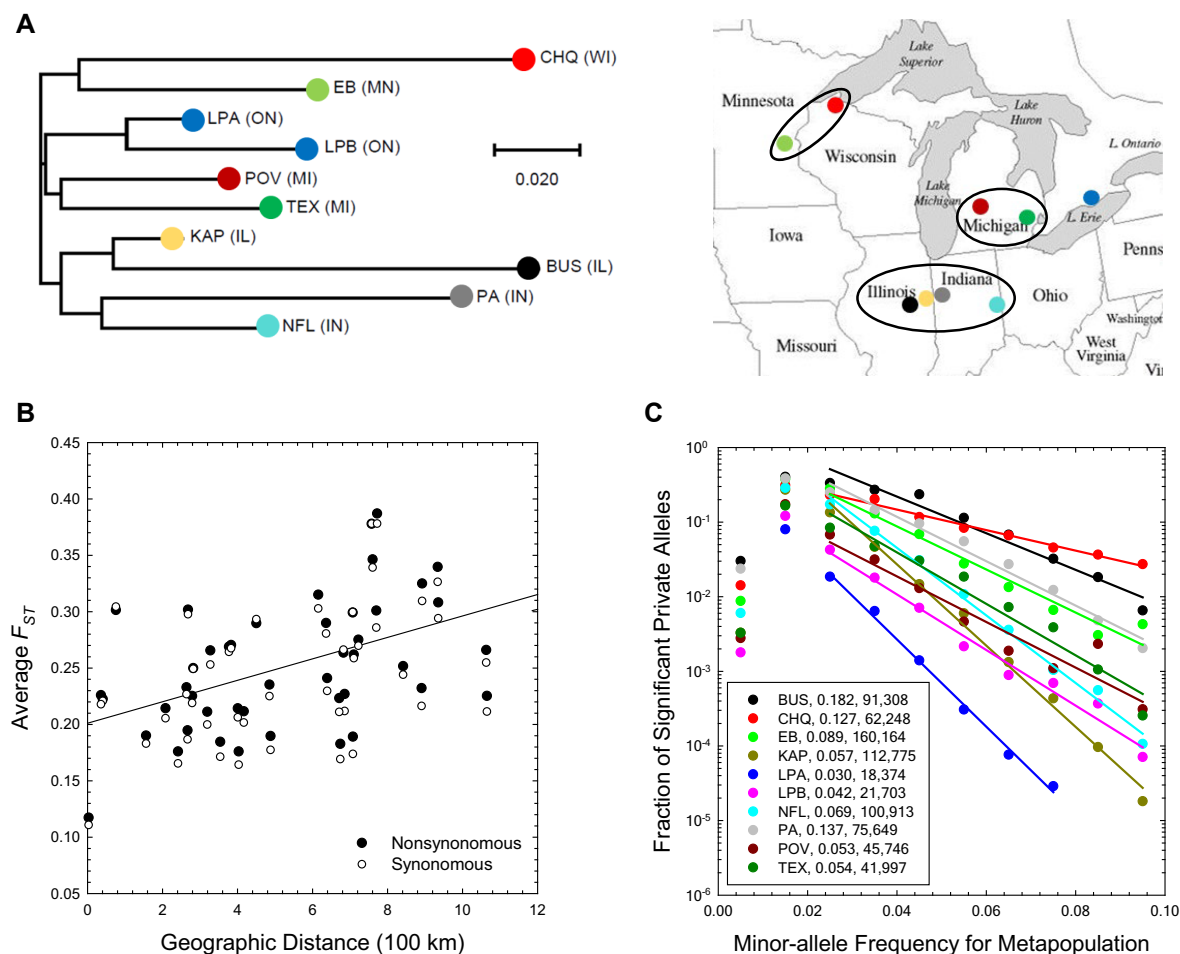 A
CHQ (WI)
EB (MN)
LPA (ON)
LPB (ON)
POV (MI)
TEX (MI)
KAP (IL)
BUS (IL)
PA (IN)
NFL (IN)
0.020
Lake
Superior
Minnesota
Lake
Huron
Wisconsin
L. Ontario
Lake
Michigan
L. Erie
Michigan
Iowa
Penns
Illinois
Indiana
Ohio
Washington
West
Virginia
Missouri
Vi
B
Average FST
0.45
0.40
0.35
0.30
0.25
0.20
0.15
0.10
0.05
Nonsynonomous
Synonomous
0 2 4 6 8 10 12
Geographic Distance (100 km)
C
Fraction of Significant Private Alleles
10^0
10^-1
10^-2
10^-3
10^-4
10^-5
10^-6
BUS, 0.182, 91,308
CHQ, 0.127, 62,248
EB, 0.089, 160,164
KAP, 0.057, 112,775
LPA, 0.030, 18,374
LPB, 0.042, 21,703
NFL, 0.069, 100,913
PA, 0.137, 75,649
POV, 0.053, 45,746
TEX, 0.054, 41,997
0.00 0.02 0.04 0.06 0.08 0.10
Minor-allele Frequency for Metapopulation